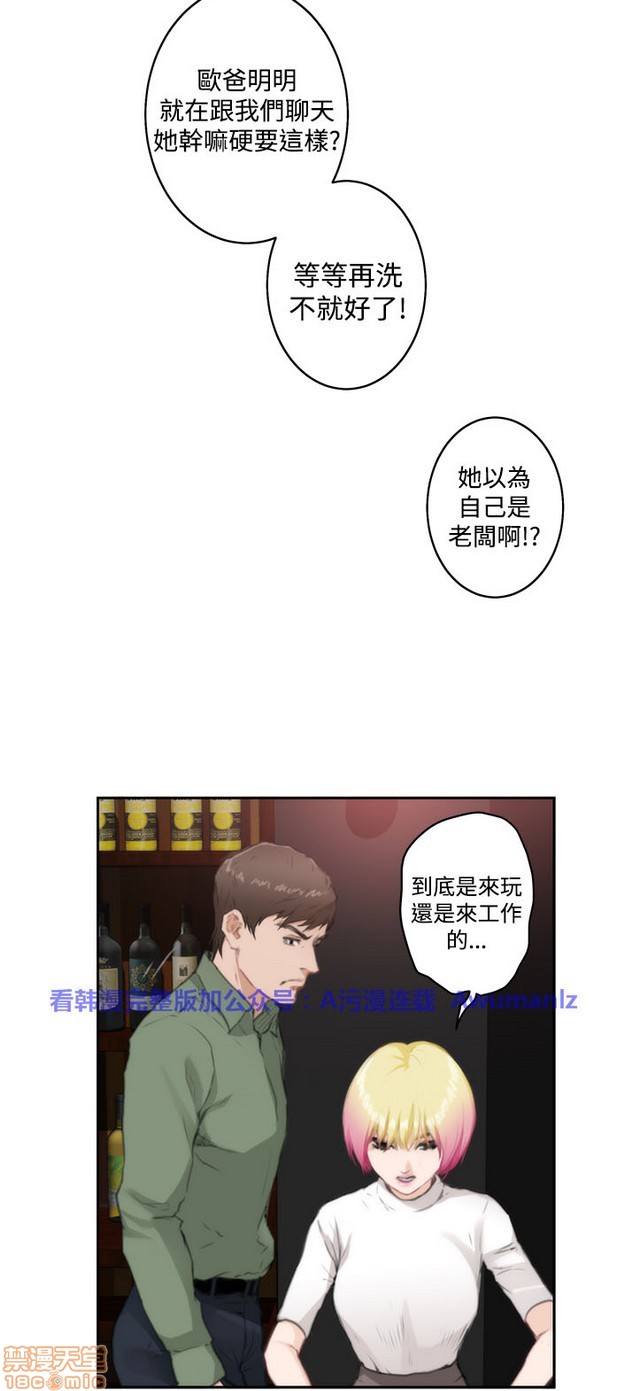 歐爸明明
就在跟我們聊天
她幹嘛硬要這樣?
等等再洗
不就好了!
她以為
自己是
老闆啊!?
到底是來玩
還是來工作
的...
看韩漫完整版加公众号：A污漫连载 Awumanlz
禁漫天堂
18comic